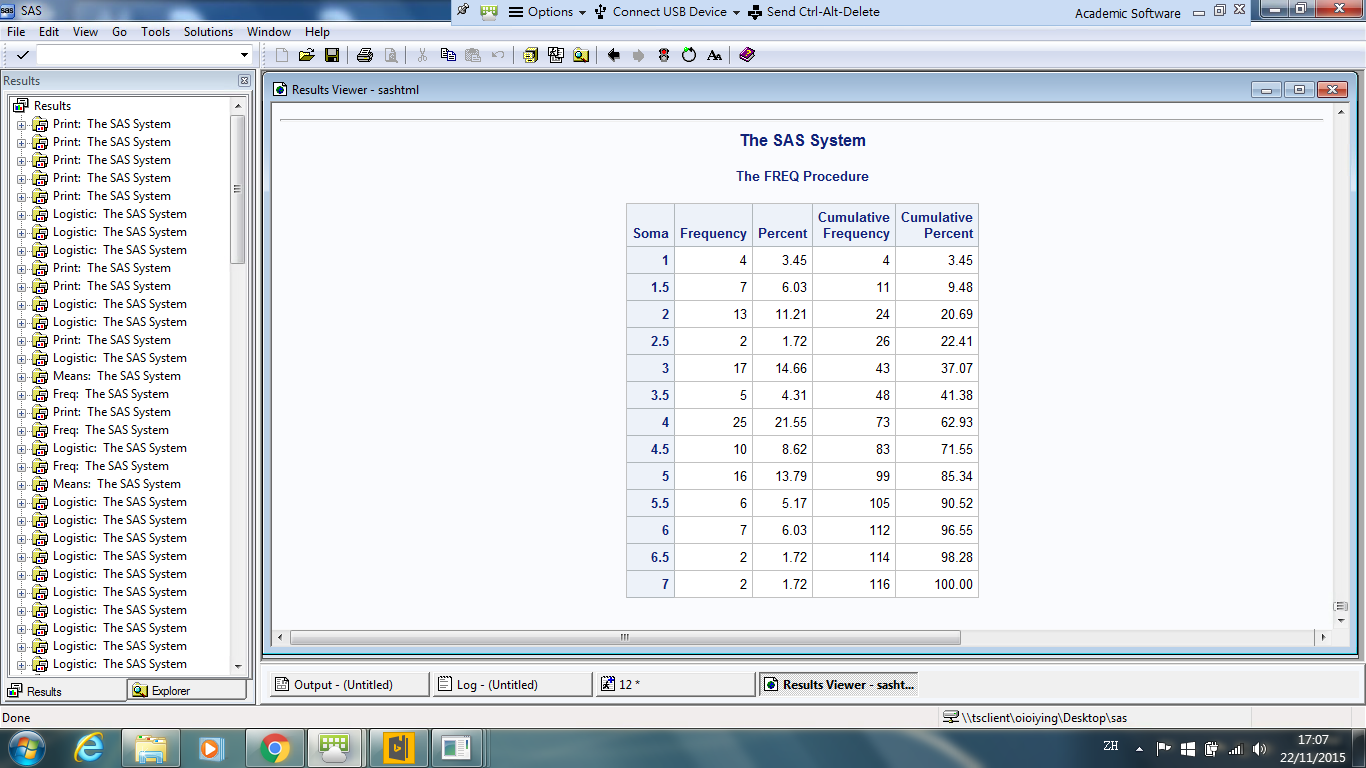 SAS
Options
Connect USB Device
Send Ctrl-Alt-Delete
Academic Software
File Edit View Go Tools Solutions Window Help
Results
Results
Print: The SAS System
Print: The SAS System
Print: The SAS System
Print: The SAS System
Print: The SAS System
Logistic: The SAS System
Logistic: The SAS System
Logistic: The SAS System
Print: The SAS System
Print: The SAS System
Logistic: The SAS System
Logistic: The SAS System
Print: The SAS System
Logistic: The SAS System
Means: The SAS System
Freq: The SAS System
Print: The SAS System
Freq: The SAS System
Logistic: The SAS System
Freq: The SAS System
Means: The SAS System
Logistic: The SAS System
Logistic: The SAS System
Logistic: The SAS System
Logistic: The SAS System
Logistic: The SAS System
Logistic: The SAS System
Logistic: The SAS System
Logistic: The SAS System
Logistic: The SAS System
Logistic: The SAS System
Results
Explorer
Results Viewer - sashtml
The SAS System
The FREQ Procedure
Soma Frequency Percent Cumulative Frequency Cumulative Percent
1 4 3.45 4 3.45
1.5 7 6.03 11 9.48
2 13 11.21 24 20.69
2.5 2 1.72 26 22.41
3 17 14.66 43 37.07
3.5 5 4.31 48 41.38
4 25 21.55 73 62.93
4.5 10 8.62 83 71.55
5 16 13.79 99 85.34
5.5 6 5.17 105 90.52
6 7 6.03 112 96.55
6.5 2 1.72 114 98.28
7 2 1.72 116 100.00
Output - (Untitled)
Log - (Untitled)
12 *
Results Viewer - sasht...
Done
\\tsclient\oioiying\Desktop\sas
ZH
17:07
22/11/2015